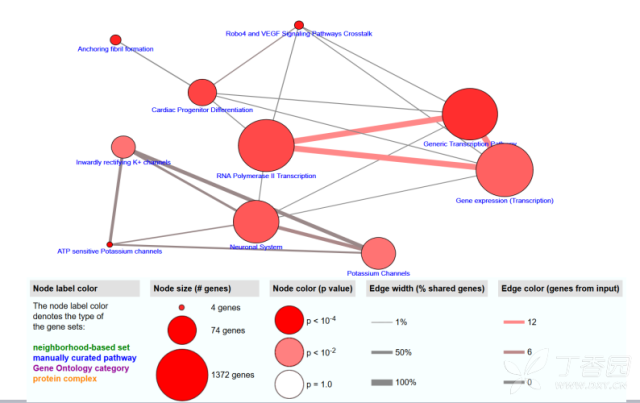 Robo4 and VEGF Signaling Pathways Crosstalk
Anchoring fibril formation
Cardiac Progenitor Differentiation
Generic Transcription Pathway
Inwardly rectifying K+ channels
RNA Polymerase II Transcription
Gene expression (Transcription)
ATP sensitive Potassium channels
Neuronal System
Potassium Channels
Node label color
Node size (# genes)
Node color (p value)
Edge width (% shared genes)
Edge color (genes from input)
The node label color
denotes the type of
the gene sets:
neighborhood-based set
manually curated pathway
Gene Ontology category
protein complex
4 genes
74 genes
1372 genes
p < 10-4
p < 10-2
p = 1.0
1%
50%
100%
12
6
0
丁香园